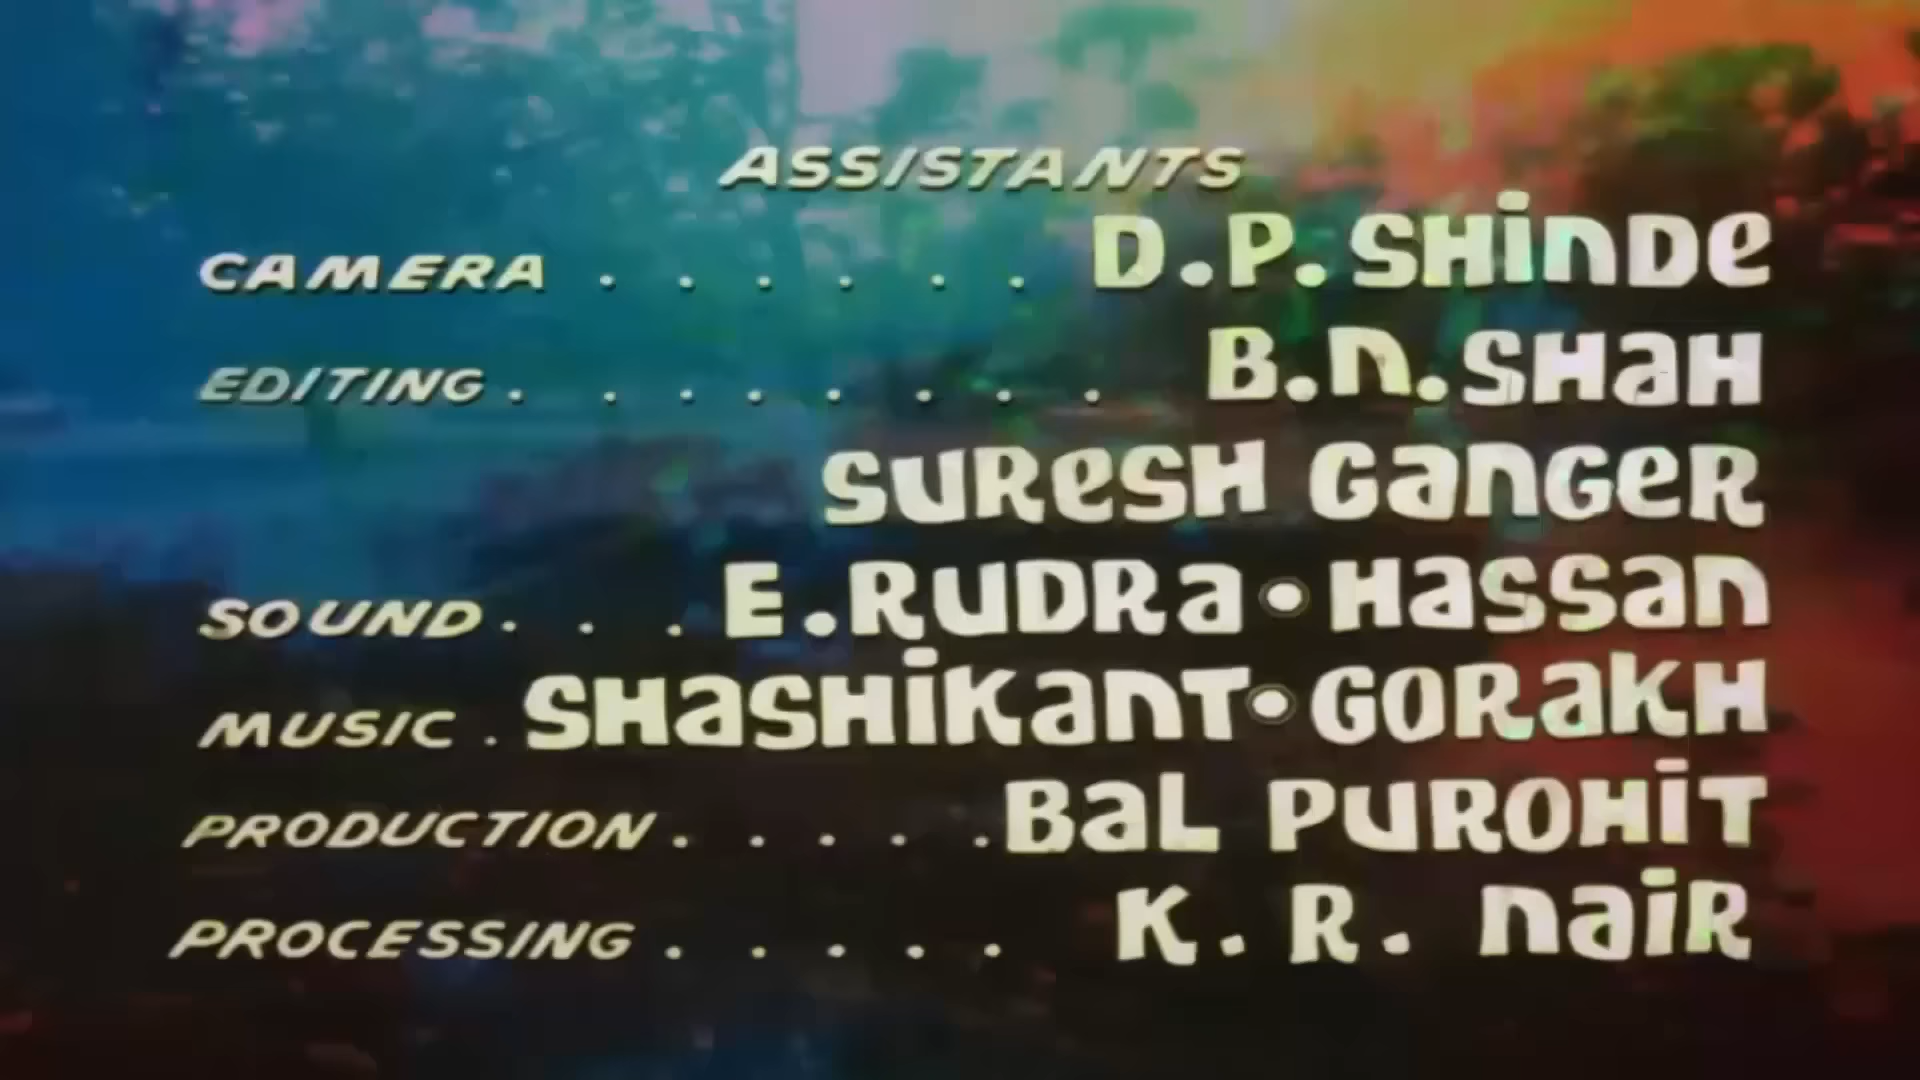 ASSISTANTS
CAMERA . . . . . . D.P. SHINDE
EDITING . . . . . . . . B.N. SHAH
SURESH GANGER
SOUND . . . E. RUDRA • HASSAN
MUSIC . SHASHIKANT • GORAKH
PRODUCTION . . . . . BAL PUROHIT
PROCESSING . . . . . K. R. NAIR